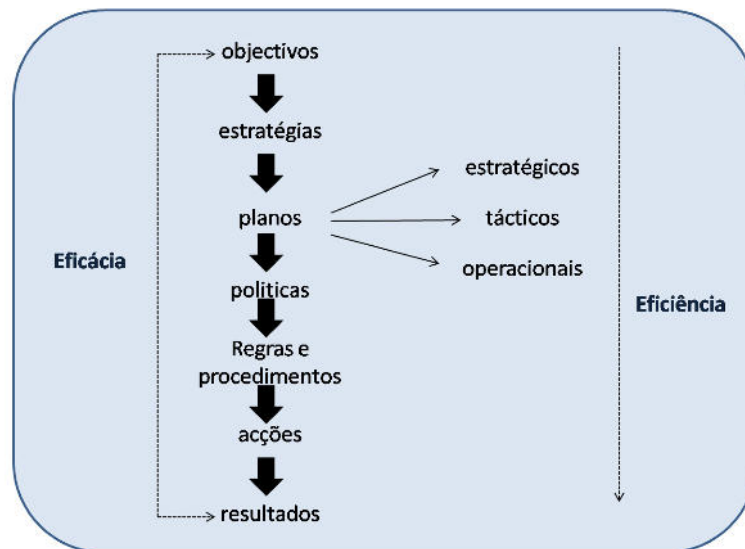 objectivos
estratégias
estratégicos
planos
tácticos
operacionais
Eficácia
politicas
Eficiência
Regras e
procedimentos
acções
resultados